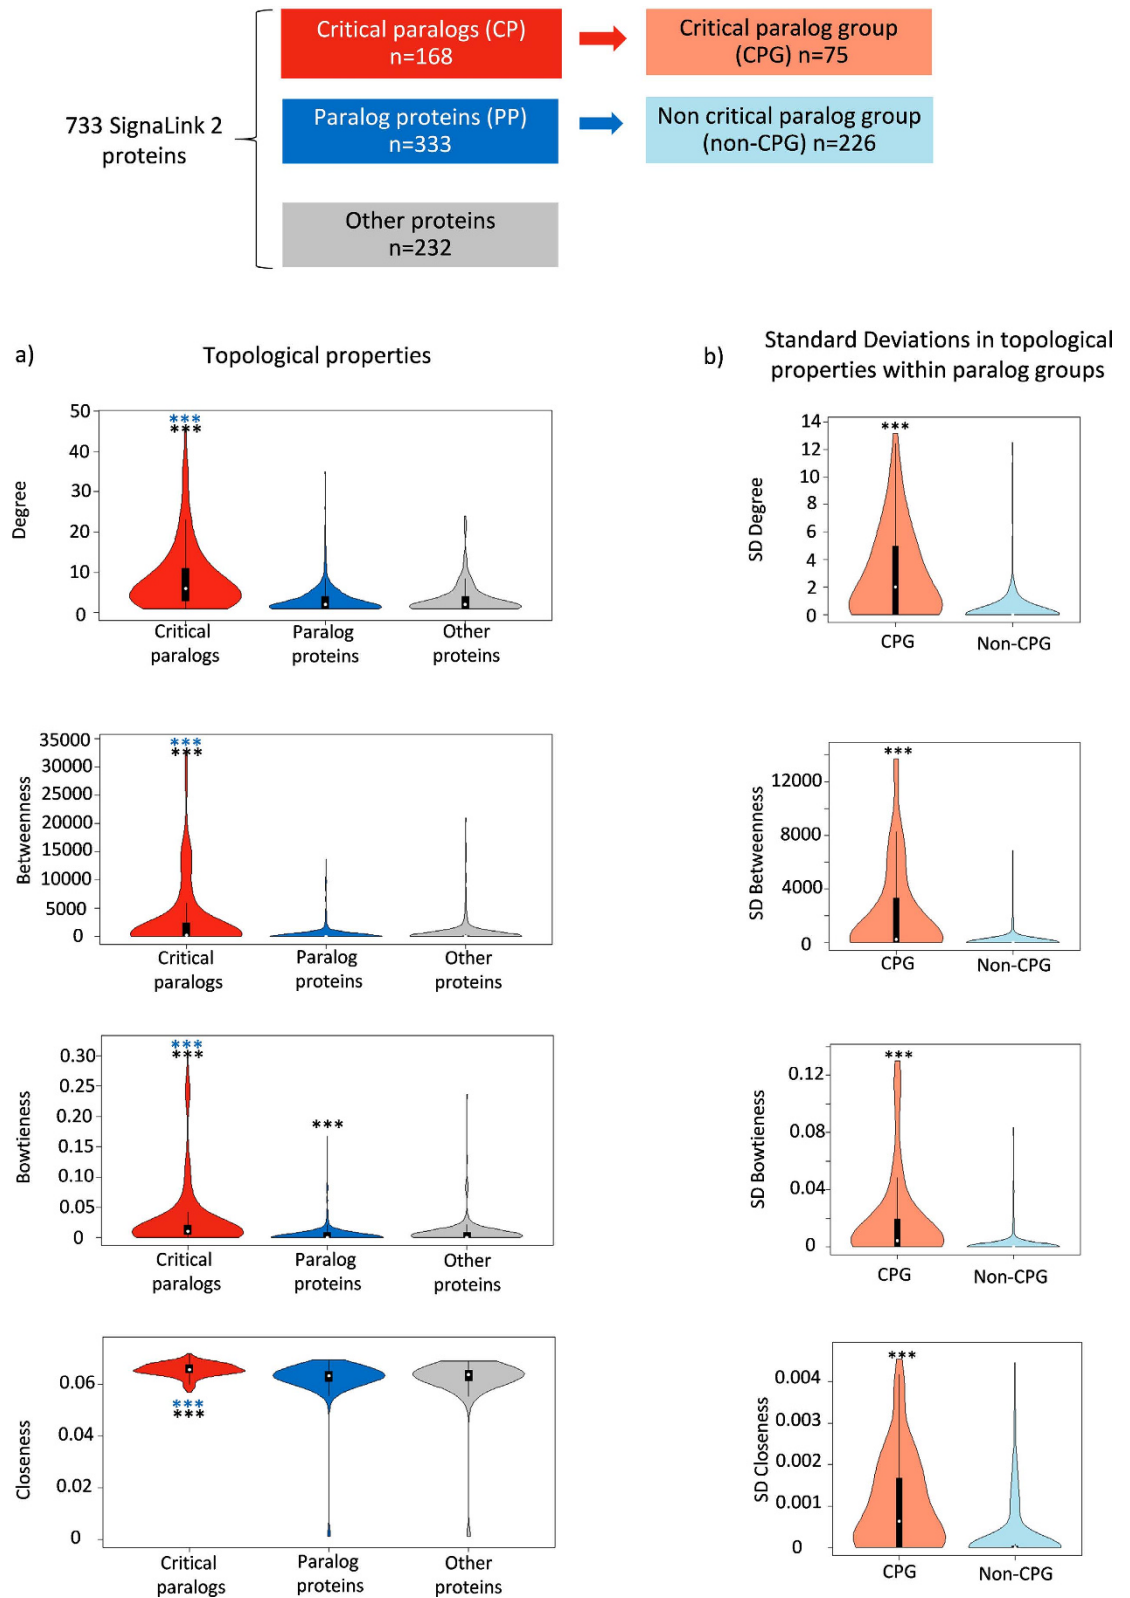 Critical paralogs (CP)
n=168
Critical paralog group
(CPG) n=75
733 SignaLink 2
proteins
Paralog proteins (PP)
n=333
Non critical paralog group
(non-CPG) n=226
Other proteins
n=232
a)
Topological properties
b)
Standard Deviations in topological
properties within paralog groups
Degree
50
40
30
20
10
0
***
***
Critical
paralogs
Paralog
proteins
Other
proteins
SD Degree
14
12
10
8
6
4
2
0
***
CPG
Non-CPG
Betweenness
35000
30000
25000
20000
15000
10000
5000
0
***
***
Critical
paralogs
Paralog
proteins
Other
proteins
SD Betweenness
12000
8000
4000
0
***
CPG
Non-CPG
Bowtieness
0.30
0.25
0.20
0.15
0.10
0.05
0
***
***
***
Critical
paralogs
Paralog
proteins
Other
proteins
SD Bowtieness
0.12
0.08
0.04
0
***
CPG
Non-CPG
Closeness
0.06
0.04
0.02
0
***
***
Critical
paralogs
Paralog
proteins
Other
proteins
SD Closeness
0.004
0.003
0.002
0.001
0
***
CPG
Non-CPG